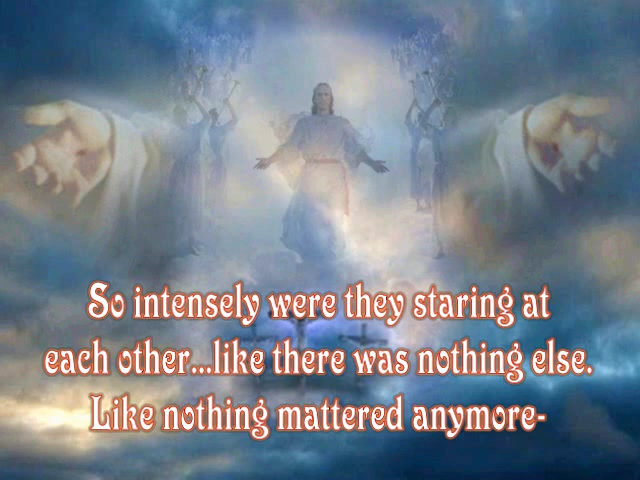 So intensely were they staring at
each other...like there was nothing else.
Like nothing mattered anymore-